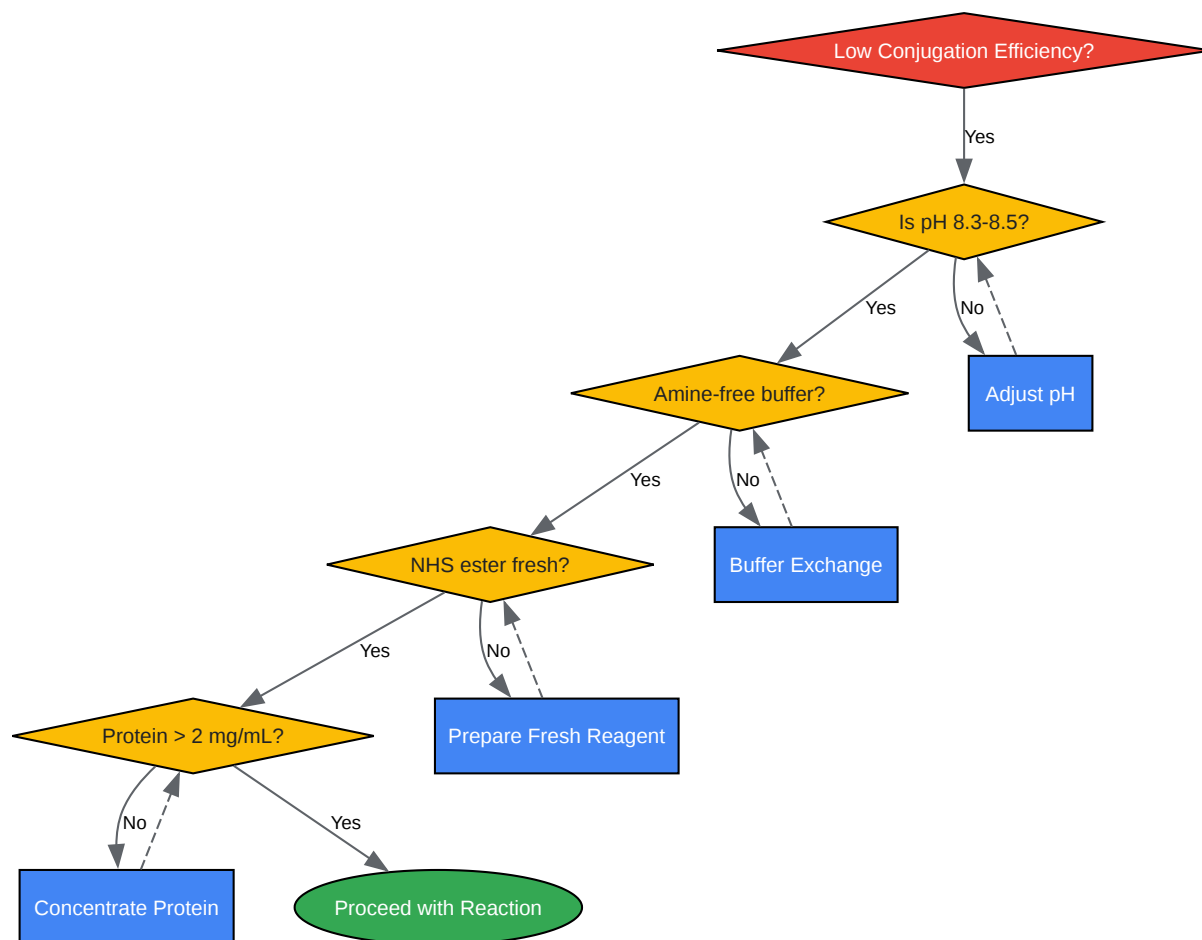 Low Conjugation Efficiency?
Yes
Is pH 8.3-8.5?
Yes
No
Amine-free buffer?
Adjust pH
Yes
No
NHS ester fresh?
Buffer Exchange
Yes
No
Protein > 2 mg/mL?
Prepare Fresh Reagent
No
Yes
Concentrate Protein
Proceed with Reaction